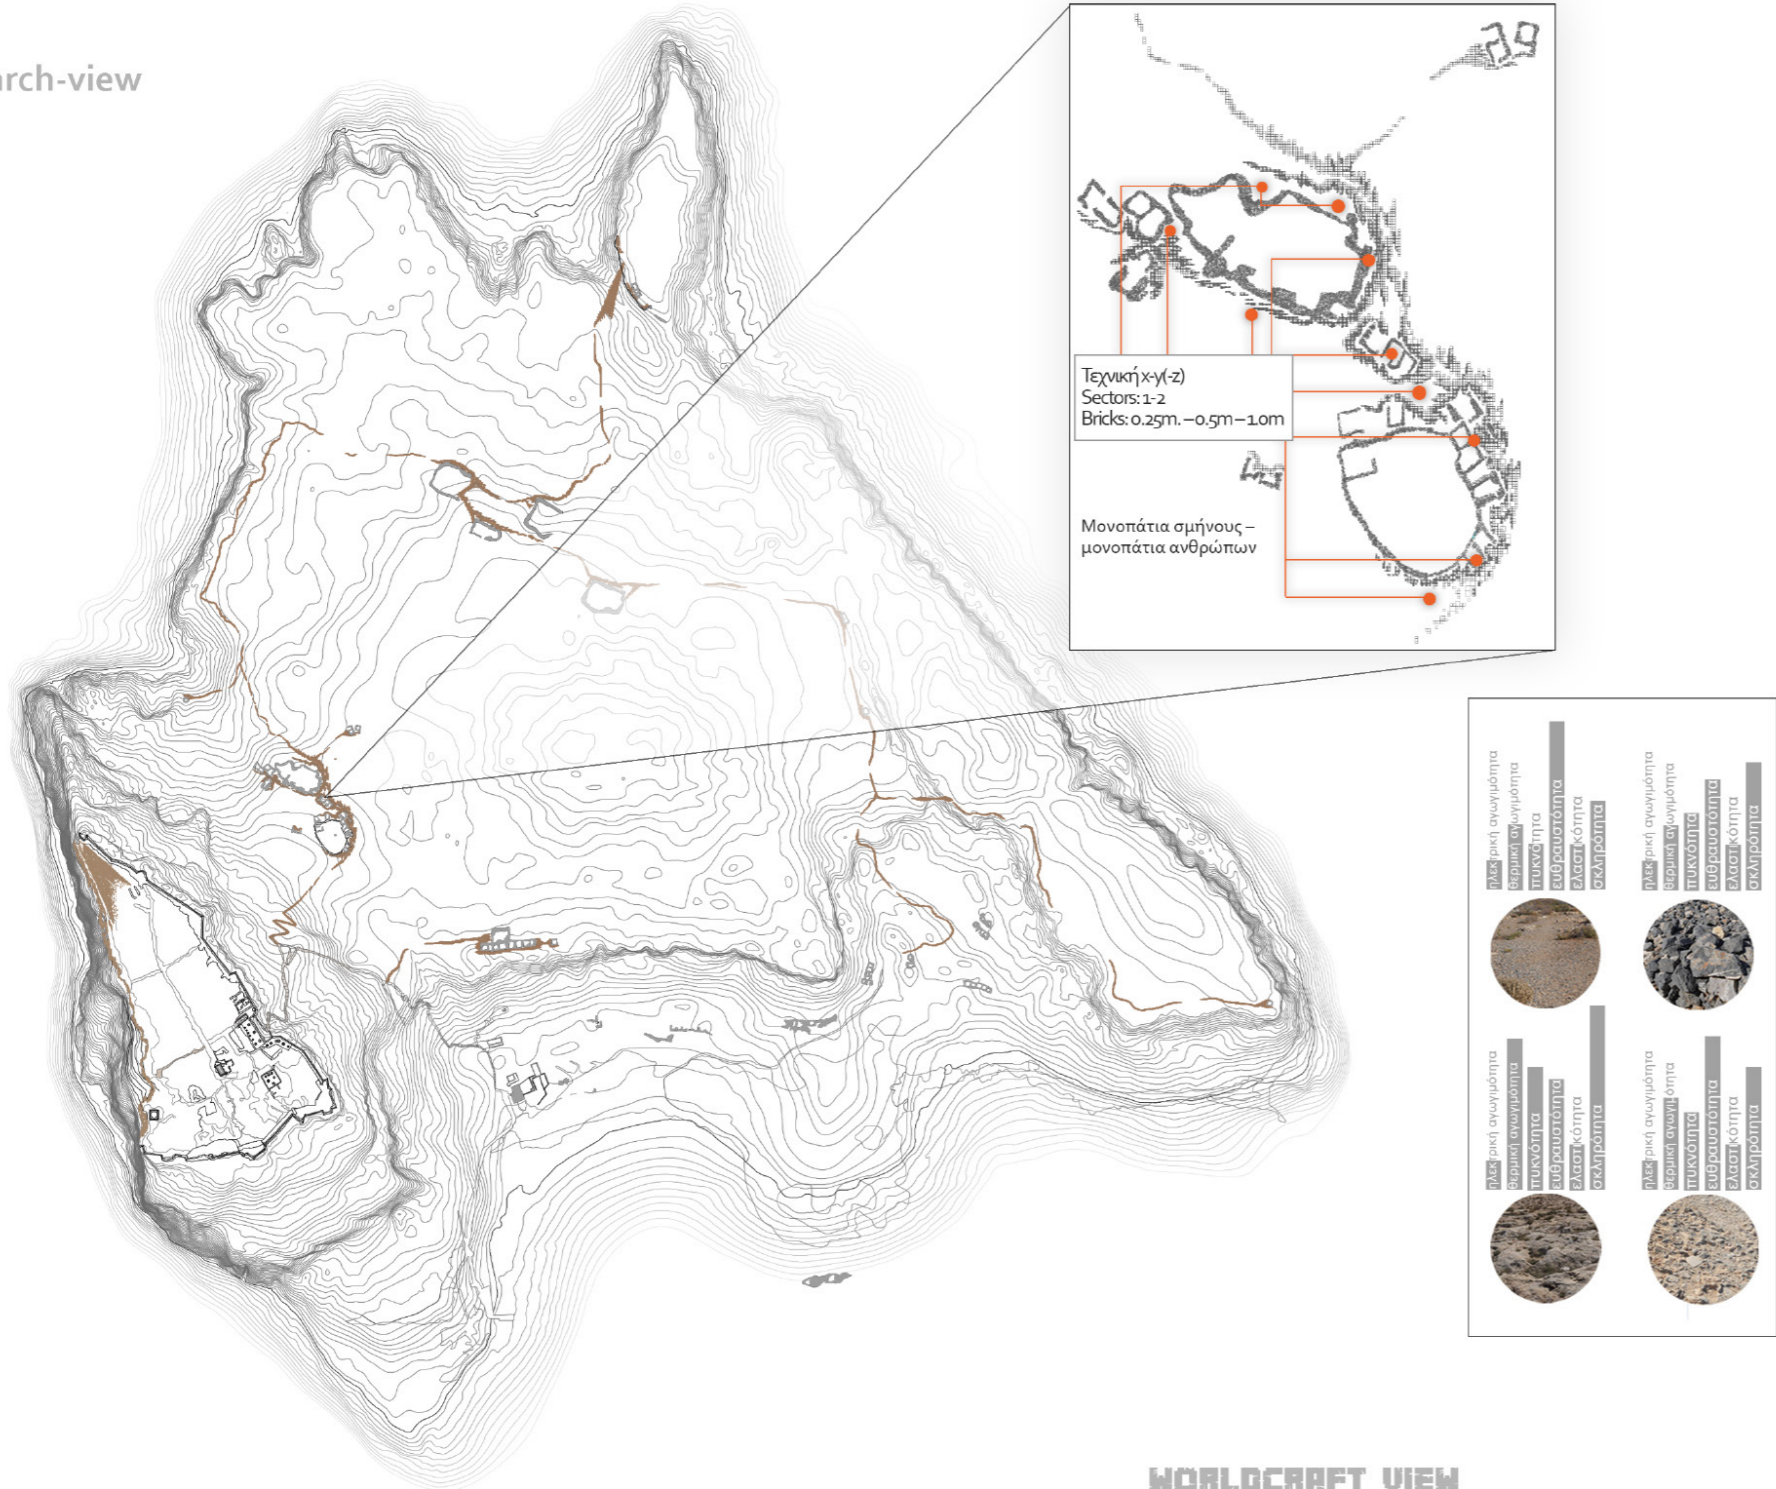 arch-view
Τεχνική x-y(-z)
Sectors: 1-2
Bricks: 0.25m. – 0.5m – 1.0m
Μονοπάτια σμήνους –
μονοπάτια ανθρώπων
ηλεκτρική αγωγιμότητα
θερμική αγωγιμότητα
πυκνότητα
ευθραυστότητα
ελαστικότητα
σκληρότητα
ηλεκτρική αγωγιμότητα
θερμική αγωγιμότητα
πυκνότητα
ευθραυστότητα
ελαστικότητα
σκληρότητα
ηλεκτρική αγωγιμότητα
θερμική αγωγιμότητα
πυκνότητα
ευθραυστότητα
ελαστικότητα
σκληρότητα
ηλεκτρική αγωγιμότητα
θερμική αγωγιμότητα
πυκνότητα
ευθραυστότητα
ελαστικότητα
σκληρότητα
WORLDCRAFT VIEW